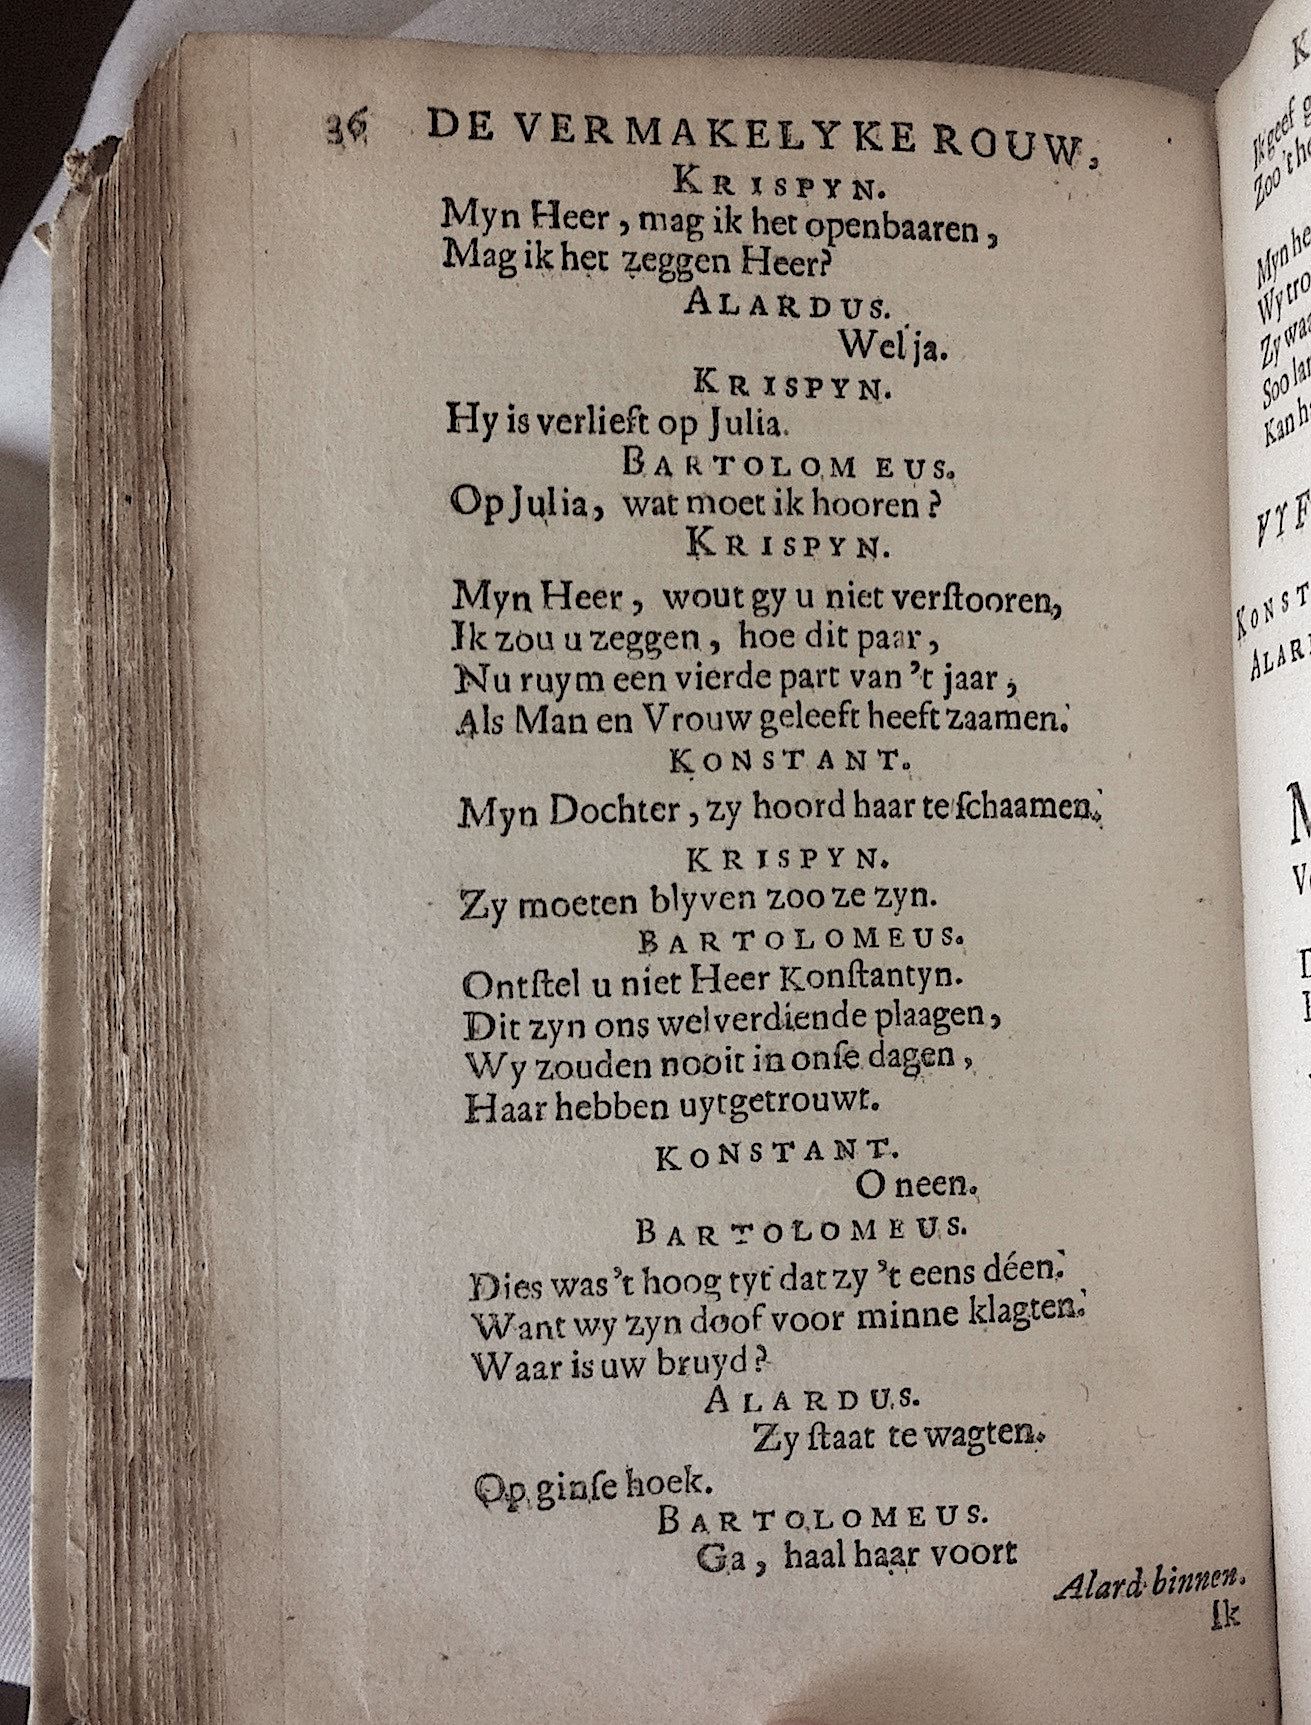 36 DE VERMAKELYKE ROUW,
KRISPYN.
Myn Heer, mag ik het openbaaren,
Mag ik het zeggen Heer?
ALARDUS.
Wel ja.
KRISPYN.
Hy is verlieft op Julia.
BARTOLOMEUS.
Op Julia, wat moet ik hooren?
KRISPYN.
Myn Heer, wout gy u niet verſtooren,
Ik zou u zeggen, hoe dit paar,
Nu ruym een vierde part van 't jaar,
Als Man en Vrouw geleeft heeft zaamen.
KONSTANT.
Myn Dochter, zy hoord haar te ſchaamen.
KRISPYN.
Zy moeten blyven zoo ze zyn.
BARTOLOMEUS.
Ontſtel u niet Heer Konſtantyn.
Dit zyn ons welverdiende plaagen,
Wy zouden nooit in onſe dagen,
Haar hebben uytgetrouwt.
KONSTANT.
O neen.
BARTOLOMEUS.
Dies was 't hoog tyt dat zy 't eens déen.
Want wy zyn doof voor minne klagten.
Waar is uw bruyd?
ALARDUS.
Zy ſtaat te wagten.
Op ginſe hoek.
BARTOLOMEUS.
Ga, haal haar voort
Alard binnen.
Ik
Ik geef
Zoo 't
VYF
KONST
ALAR